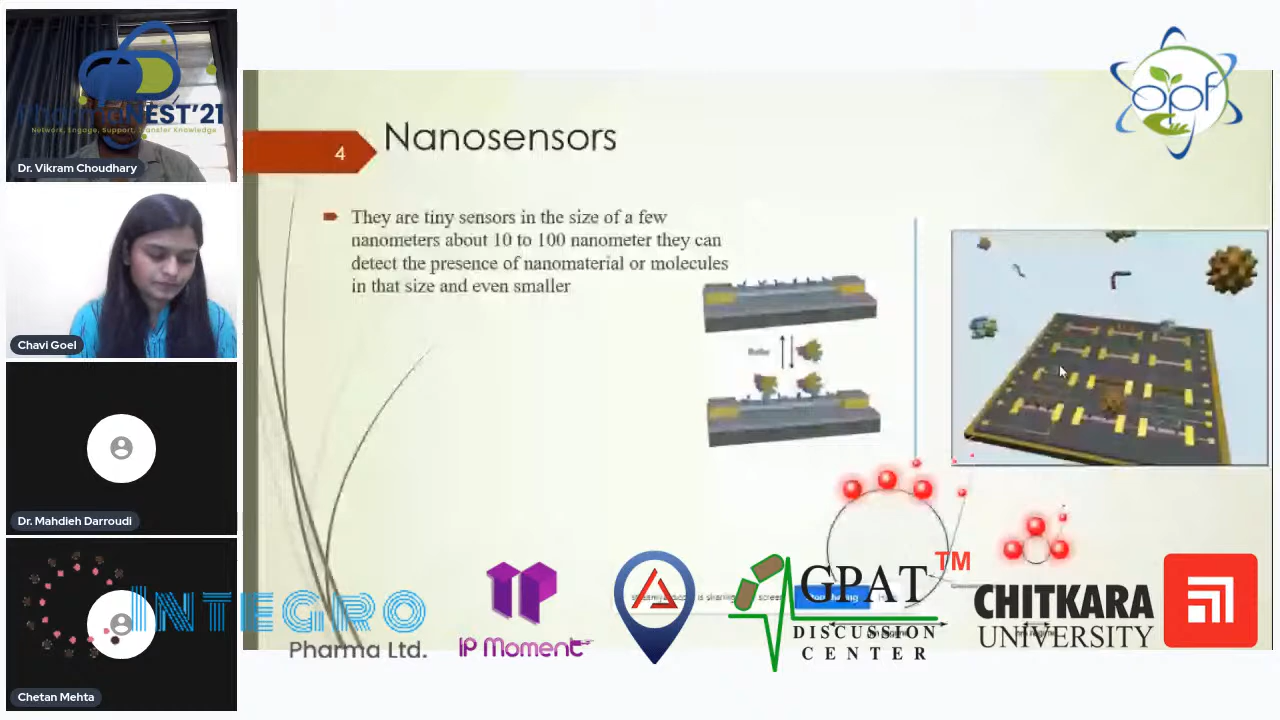 PharmaNEST'21
Network, Engage, Support, Transfer Knowledge
Dr. Vikram Choudhary
Chavi Goel
Dr. Mahdieh Darroudi
Chetan Mehta
opf
4
Nanosensors
They are tiny sensors in the size of a few
nanometers about 10 to 100 nanometer they can
detect the presence of nanomaterial or molecules
in that size and even smaller
INTEGRO
Pharma Ltd.
IP Moment
GPAT
TM
DISCUSSION
CENTER
CHITKARA
UNIVERSITY